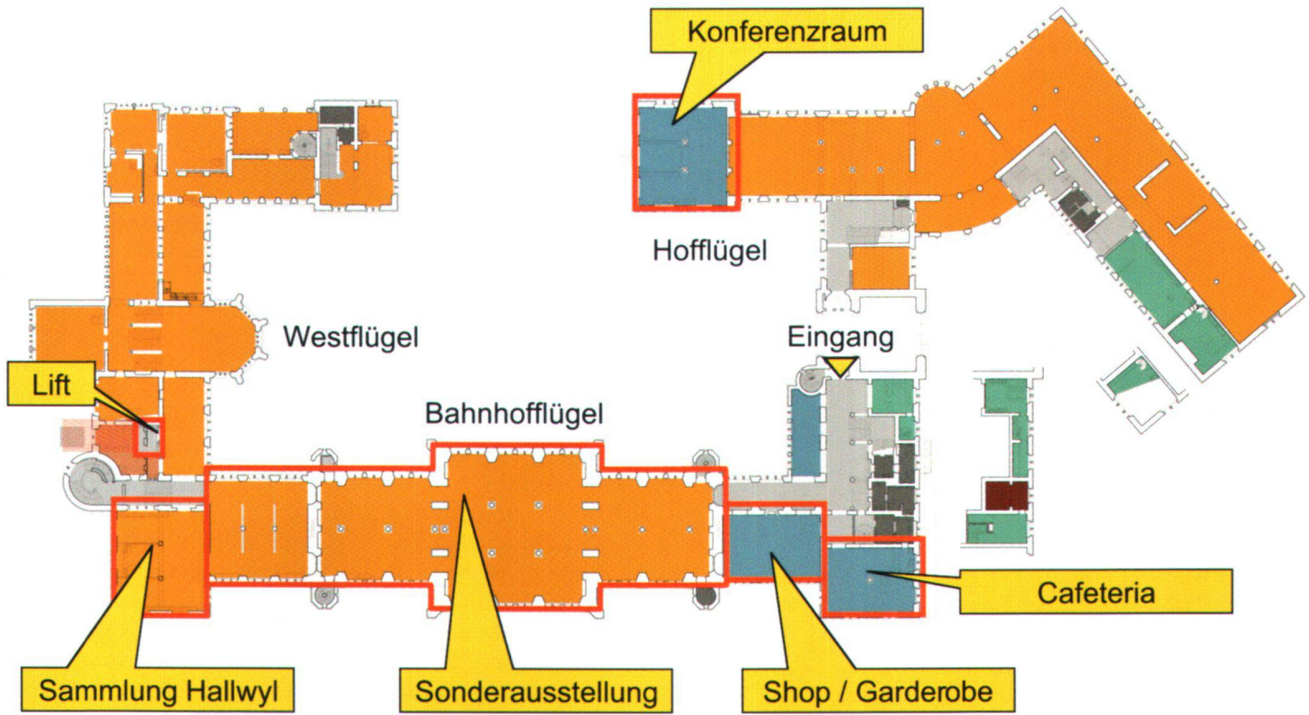 Konferenzraum
Hofflügel
Westflügel
Eingang
Lift
Bahnhofflügel
Cafeteria
Sammlung Hallwyl
Sonderausstellung
Shop / Garderobe